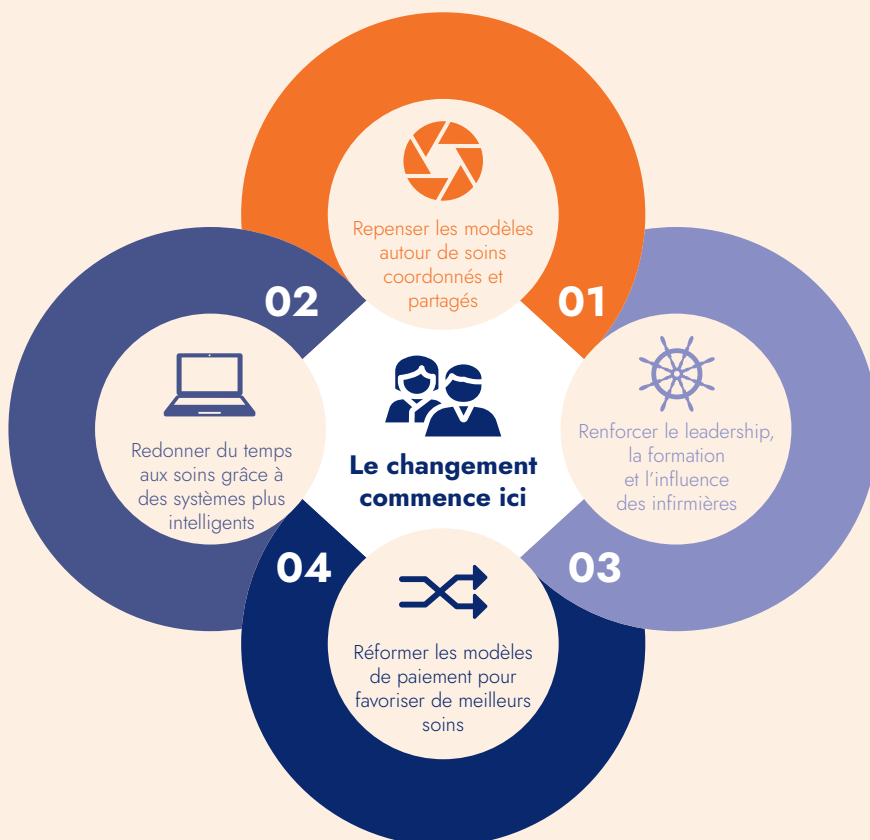 01
Repenser les modèles
autour de soins
coordonnés et
partagés
02
Redonner du temps
aux soins grâce à
des systèmes plus
intelligents
Le changement
commence ici
03
Renforcer le leadership,
la formation
et l’influence
des infirmières
04
Réformer les modèles
de paiement pour
favoriser de meilleurs
soins